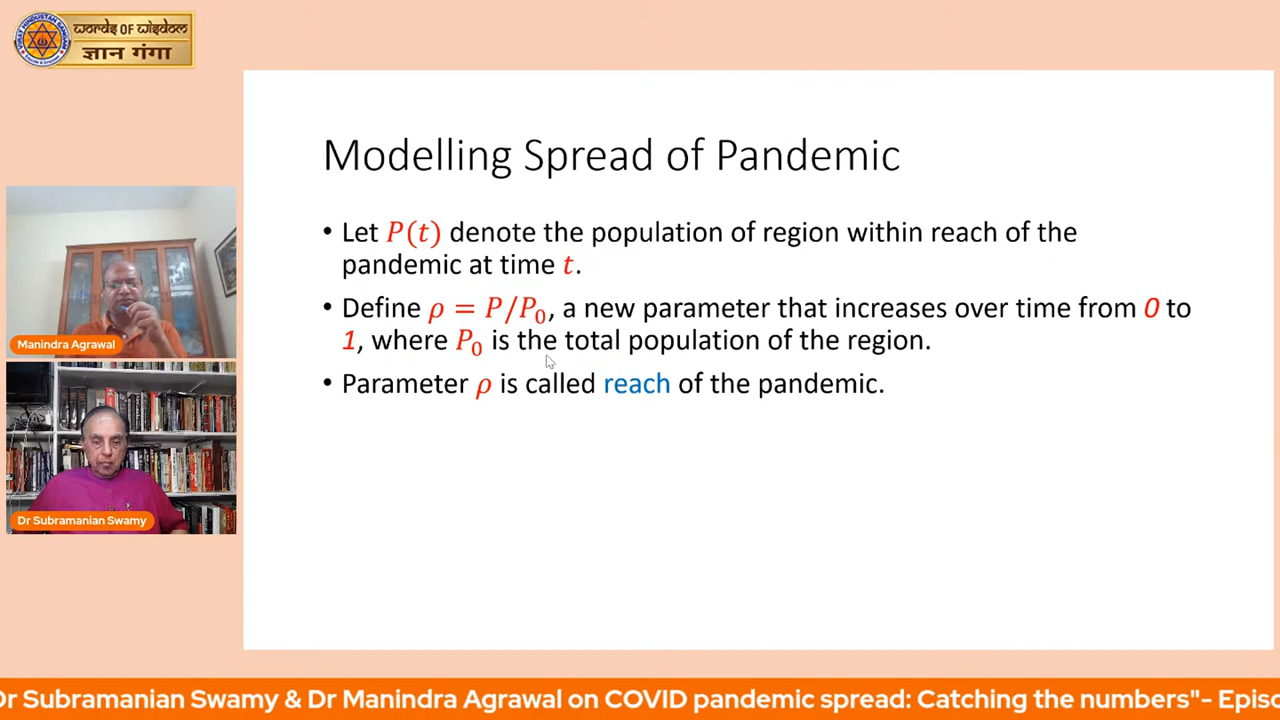 words of wisdom
ज्ञान गंगा
VIRAT HINDUSTAN SANGAM
Modelling Spread of Pandemic
• Let P(t) denote the population of region within reach of the
pandemic at time t.
• Define ρ = P/P₀, a new parameter that increases over time from 0 to
1, where P₀ is the total population of the region.
• Parameter ρ is called reach of the pandemic.
Manindra Agrawal
Dr Subramanian Swamy
Dr Subramanian Swamy & Dr Manindra Agrawal on COVID pandemic spread: Catching the numbers"- Episo